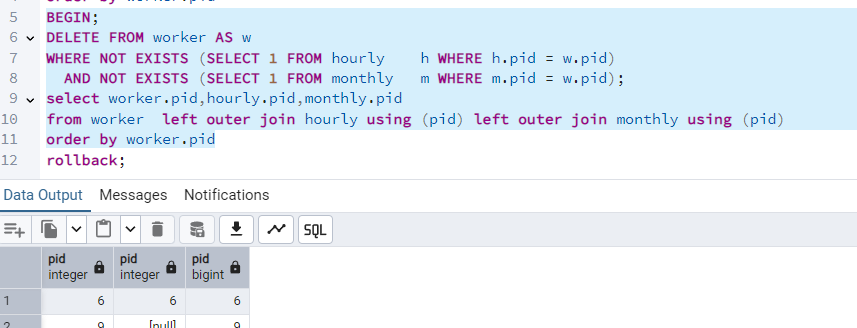 5 BEGIN;
6 DELETE FROM worker AS w
7 WHERE NOT EXISTS (SELECT 1 FROM hourly    h WHERE h.pid = w.pid)
8   AND NOT EXISTS (SELECT 1 FROM monthly   m WHERE m.pid = w.pid);
9 select worker.pid,hourly.pid,monthly.pid
10 from worker  left outer join hourly using (pid) left outer join monthly using (pid)
11 order by worker.pid
12 rollback;
Data Output Messages Notifications
SQL
pid pid pid
integer integer bigint
1 6 6 6
2 9 [null] 9